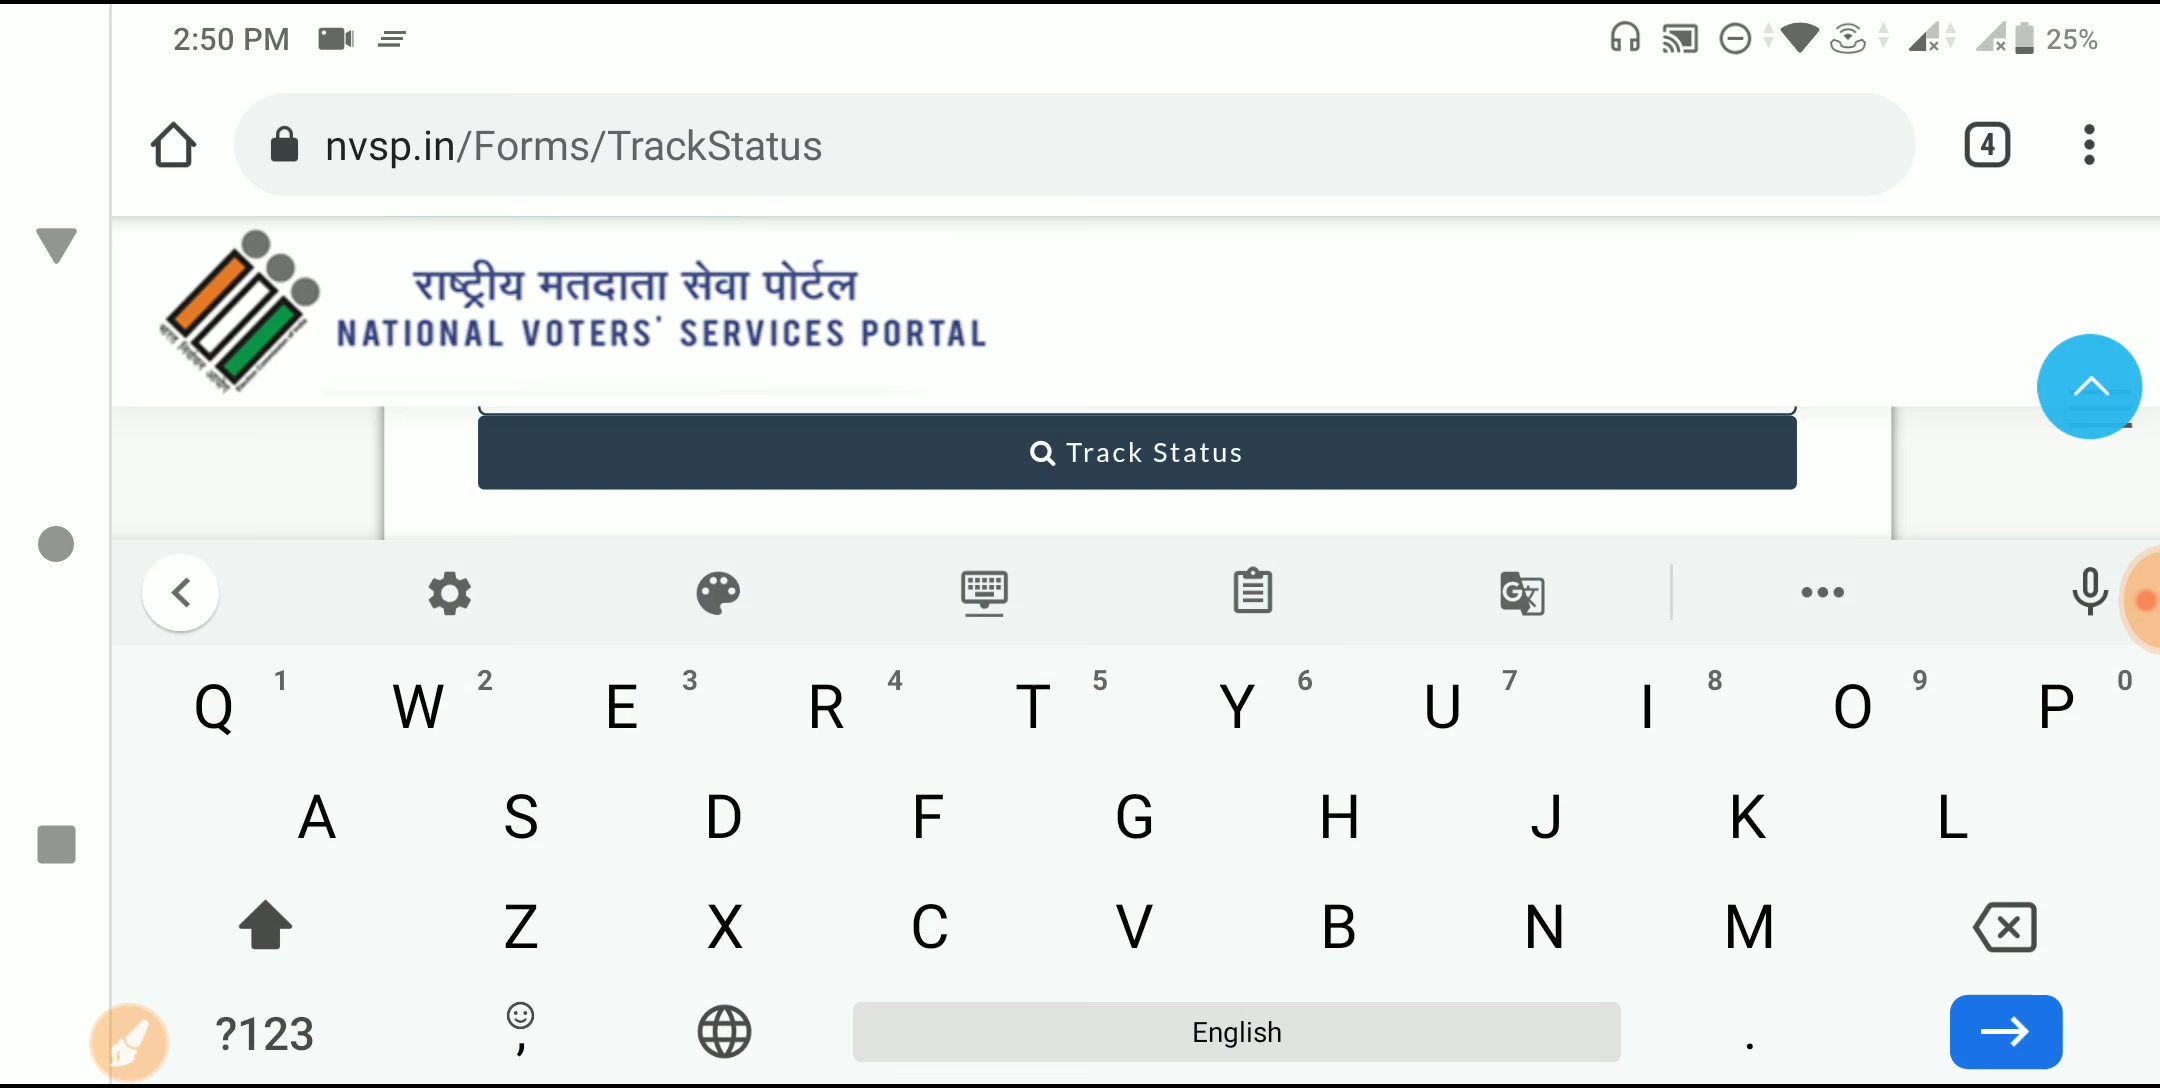 2:50 PM
25%
nvsp.in/Forms/TrackStatus
4
राष्ट्रीय मतदाता सेवा पोर्टल
NATIONAL VOTERS' SERVICES PORTAL
Track Status
Q 1 W 2 E 3 R 4 T 5 Y 6 U 7 I 8 O 9 P 0
A S D F G H J K L
Z X C V B N M
?123 , English .